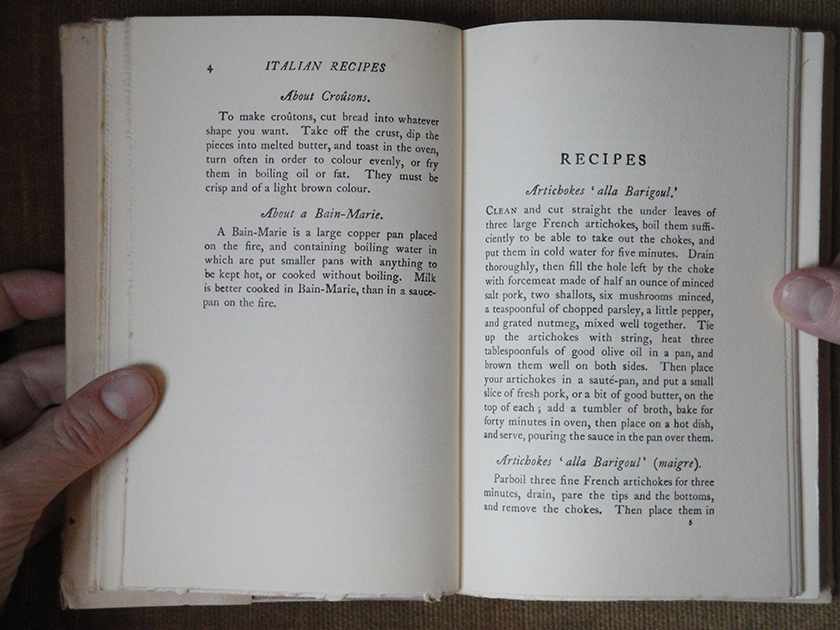 4 ITALIAN RECIPES
About Croûtons.
To make croûtons, cut bread into whatever
shape you want. Take off the crust, dip the
pieces into melted butter, and toast in the oven,
turn often in order to colour evenly, or fry
them in boiling oil or fat. They must be
crisp and of a light brown colour.
About a Bain-Marie.
A Bain-Marie is a large copper pan placed
on the fire, and containing boiling water in
which are put smaller pans with anything to
be kept hot, or cooked without boiling. Milk
is better cooked in Bain-Marie, than in a sauce-
pan on the fire.
RECIPES
Artichokes ‘alla Barigoul.’
CLEAN and cut straight the under leaves of
three large French artichokes, boil them suffi-
ciently to be able to take out the chokes, and
put them in cold water for five minutes. Drain
thoroughly, then fill the hole left by the choke
with forcemeat made of half an ounce of minced
salt pork, two shallots, six mushrooms minced,
a teaspoonful of chopped parsley, a little pepper,
and grated nutmeg, mixed well together. Tie
up the artichokes with string, heat three
tablespoonfuls of good olive oil in a pan, and
brown them well on both sides. Then place
your artichokes in a sauté-pan, and put a small
slice of fresh pork, or a bit of good butter, on the
top of each; add a tumbler of broth, bake for
forty minutes in oven, then place on a hot dish,
and serve, pouring the sauce in the pan over them.
Artichokes ‘alla Barigoul’ (maigre).
Parboil three fine French artichokes for three
minutes, drain, pare the tips and the bottoms,
and remove the chokes. Then place them in